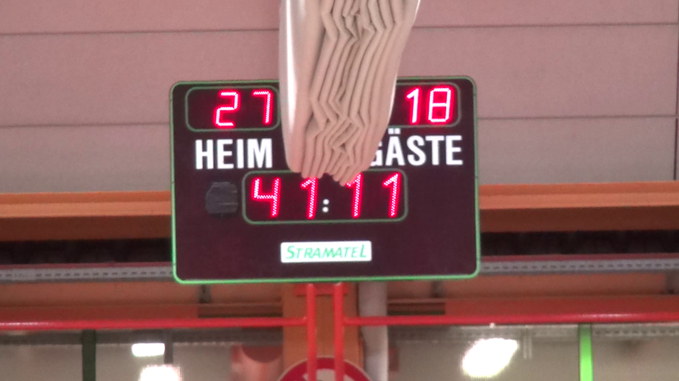 27 18
HEIM GÄSTE
41:11
STRAMATEL